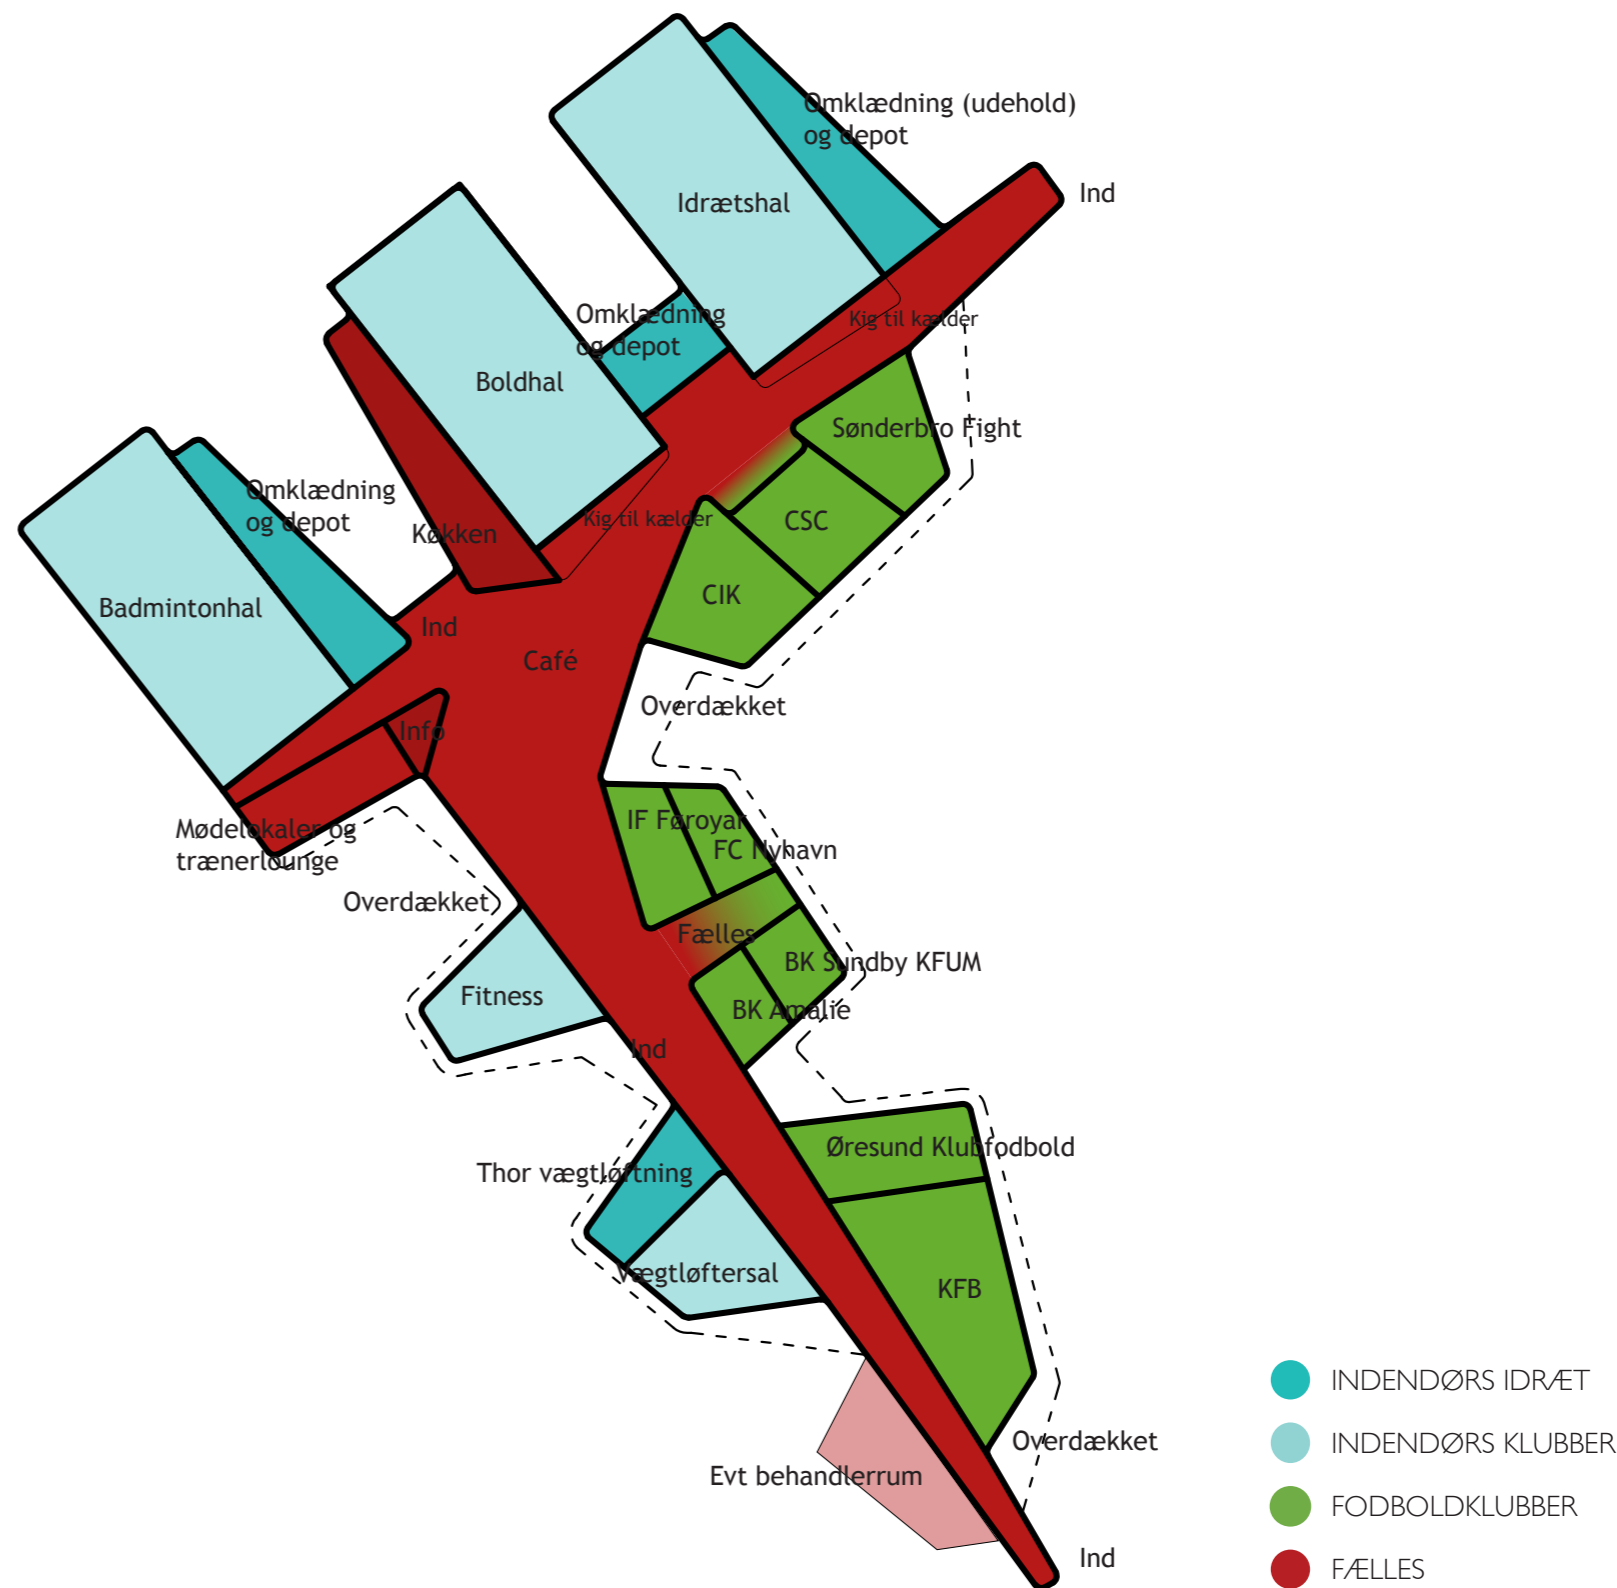 Omklædning (udehold)
og depot
Ind
Idrætshal
Omklædning
og depot
Kig til kælder
Boldhal
Sønderbro Fight
Omklædning
og depot
Køkken
Kig til kælder
CSC
CIK
Badmintonhal
Ind
Café
Overdækket
Info
Mødelokaler og
trænerlounge
IF Føroyar
FC Nyhavn
Overdækket
Fælles
BK Sundby KFUM
Fitness
BK Amalie
Ind
Øresund Klubfodbold
Thor vægtløftning
Vægtløftersal
KFB
Overdækket
Evt behandlerrum
Ind
INDENDØRS IDRÆT
INDENDØRS KLUBBER
FODBOLDKLUBBER
FÆLLES